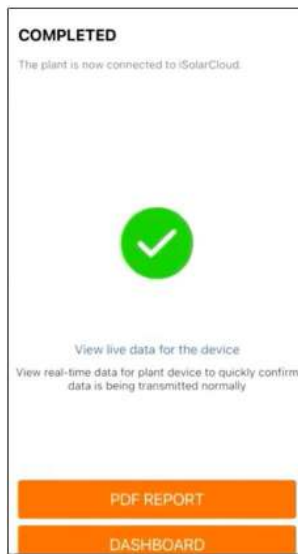 COMPLETED
The plant is now connected to iSolarCloud.
View live data for the device
View real-time data for plant device to quickly confirm
data is being transmitted normally
PDF REPORT
DASHBOARD